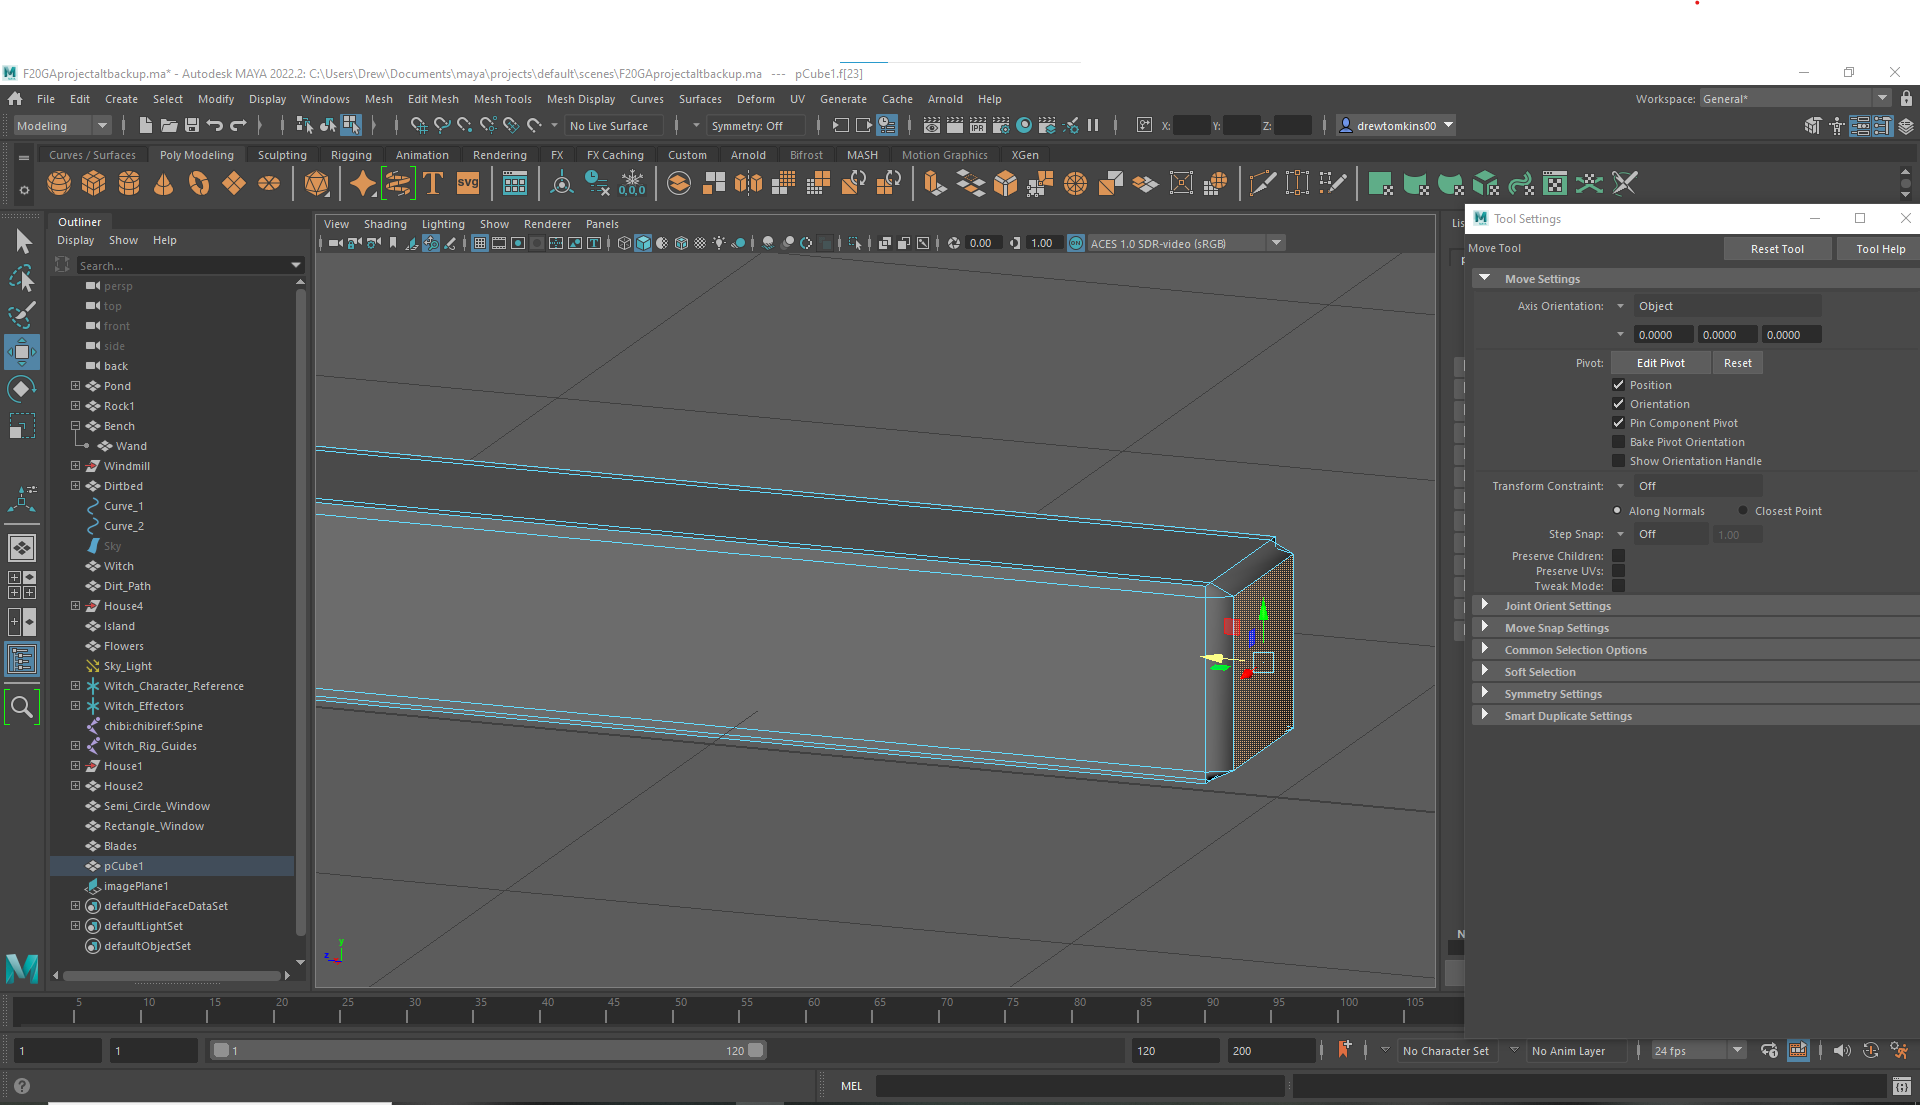 F20GAprojectaltbackup.ma* - Autodesk MAYA 2022.2: C:\Users\Drew\Documents\maya\projects\default\scenes\F20GAprojectaltbackup.ma --- pCube1.f[23]
File Edit Create Select Modify Display Windows Mesh Edit Mesh Mesh Tools Mesh Display Curves Surfaces Deform UV Generate Cache Arnold Help Workspace: General*
Modeling No Live Surface Symmetry: Off X: Y: Z: drewtomkins00
Curves / Surfaces Poly Modeling Sculpting Rigging Animation Rendering FX FX Caching Custom Arnold Bifrost MASH Motion Graphics XGen
T SVG 0,0,0 IPR
Outliner
Display Show Help
Search...
persp
top
front
side
back
Pond
Rock1
Bench
Wand
Windmill
Dirtbed
Curve_1
Curve_2
Sky
Witch
Dirt_Path
House4
Island
Flowers
Sky_Light
Witch_Character_Reference
Witch_Effectors
chibi:chibiref:Spine
Witch_Rig_Guides
House1
House2
Semi_Circle_Window
Rectangle_Window
Blades
pCube1
imagePlane1
defaultHideFaceDataSet
defaultLightSet
defaultObjectSet
View Shading Lighting Show Renderer Panels
0.00 1.00 ON ACES 1.0 SDR-video (sRGB)
y
z
Lis
N
Tool Settings
Move Tool Reset Tool Tool Help
Move Settings
Axis Orientation: Object
0.0000 0.0000 0.0000
Pivot: Edit Pivot Reset
Position
Orientation
Pin Component Pivot
Bake Pivot Orientation
Show Orientation Handle
Transform Constraint: Off
Along Normals Closest Point
Step Snap: Off 1.00
Preserve Children:
Preserve UVs:
Tweak Mode:
Joint Orient Settings
Move Snap Settings
Common Selection Options
Soft Selection
Symmetry Settings
Smart Duplicate Settings
5 10 15 20 25 30 35 40 45 50 55 60 65 70 75 80 85 90 95 100 105
1 1 1 120 120 200 No Character Set No Anim Layer 24 fps
MEL